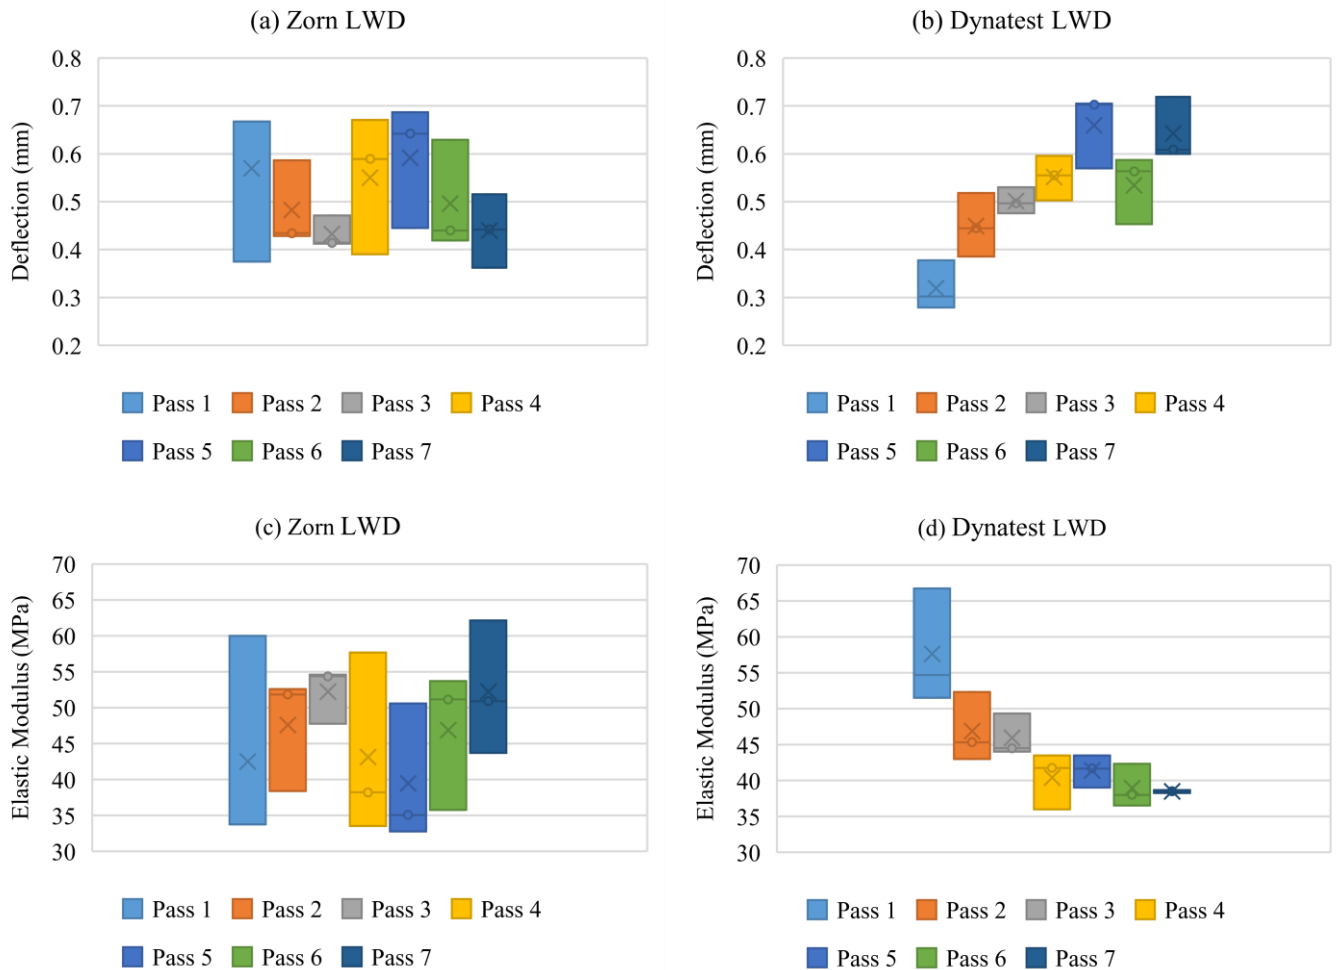 (a) Zorn LWD
Deflection (mm)
0.8
0.7
0.6
0.5
0.4
0.3
0.2
Pass 1 Pass 2 Pass 3 Pass 4
Pass 5 Pass 6 Pass 7
(b) Dynatest LWD
Deflection (mm)
0.8
0.7
0.6
0.5
0.4
0.3
0.2
Pass 1 Pass 2 Pass 3 Pass 4
Pass 5 Pass 6 Pass 7
(c) Zorn LWD
Elastic Modulus (MPa)
70
65
60
55
50
45
40
35
30
Pass 1 Pass 2 Pass 3 Pass 4
Pass 5 Pass 6 Pass 7
(d) Dynatest LWD
Elastic Modulus (MPa)
70
65
60
55
50
45
40
35
30
Pass 1 Pass 2 Pass 3 Pass 4
Pass 5 Pass 6 Pass 7